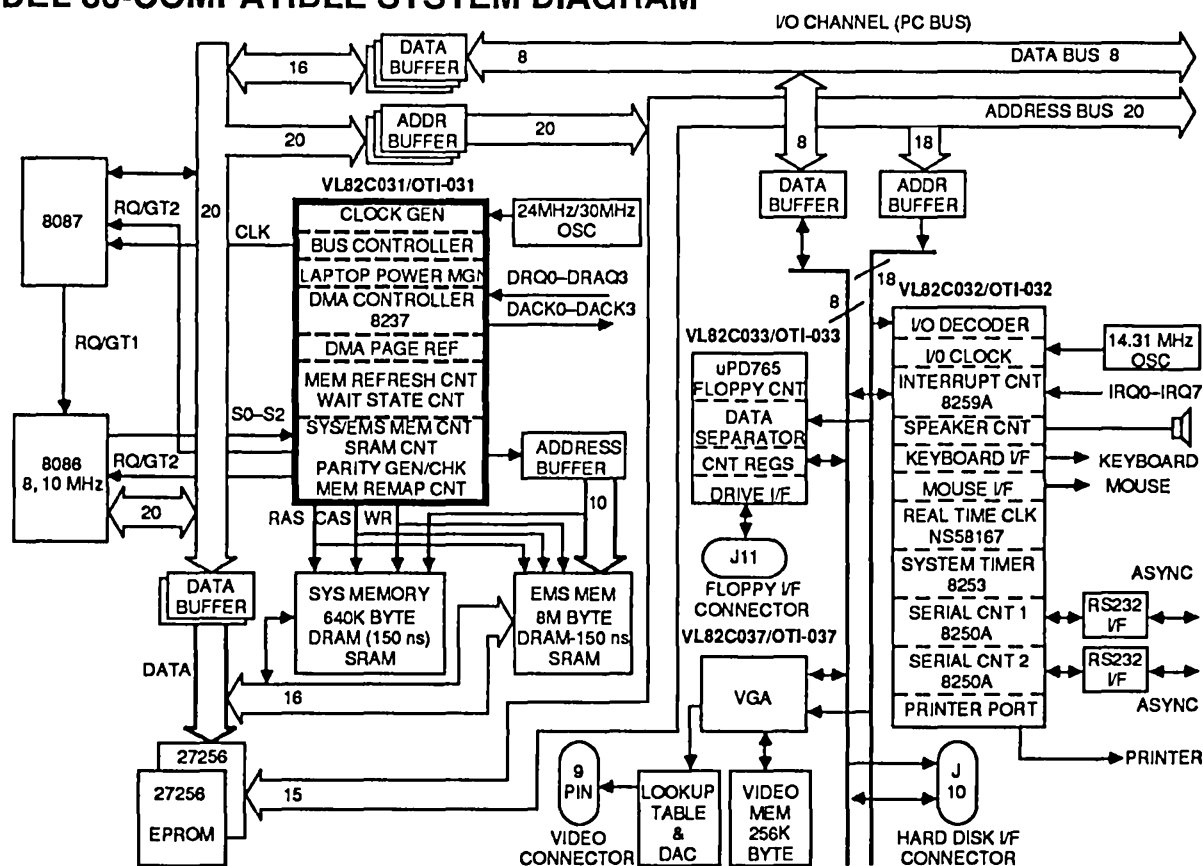 DEL 30-COMPATIBLE SYSTEM DIAGRAM
I/O CHANNEL (PC BUS)
DATA BUFFER
16
8
DATA BUS 8
ADDR BUFFER
20
20
ADDRESS BUS 20
8
18
DATA BUFFER
ADDR BUFFER
VL82C031/OTI-031
8087
RQ/GT2
20
CLK
CLOCK GEN
BUS CONTROLLER
LAPTOP POWER MGN
DMA CONTROLLER
8237
DMA PAGE REF
MEM REFRESH CNT
WAIT STATE CNT
SYS/EMS MEM CNT
SRAM CNT
PARITY GEN/CHK
MEM REMAP CNT
24MHz/30MHz
OSC
DRQ0–DRAQ3
DACK0–DACK3
RQ/GT1
S0–S2
RQ/GT2
8086
8, 10 MHz
20
ADDRESS
BUFFER
10
RAS
CAS
WR
DATA
BUFFER
SYS MEMORY
640K BYTE
DRAM (150 ns)
SRAM
EMS MEM
8M BYTE
DRAM-150 ns
SRAM
DATA
16
27256
27256
EPROM
15
8
18
VL82C033/OTI-033
uPD765
FLOPPY CNT
DATA
SEPARATOR
CNT REGS
DRIVE I/F
J11
FLOPPY I/F
CONNECTOR
VL82C037/OTI-037
VGA
9
PIN
VIDEO
CONNECTOR
LOOKUP
TABLE
&
DAC
VIDEO
MEM
256K
BYTE
VL82C032/OTI-032
I/O DECODER
I/0 CLOCK
INTERRUPT CNT
8259A
SPEAKER CNT
KEYBOARD I/F
MOUSE I/F
REAL TIME CLK
NS58167
SYSTEM TIMER
8253
SERIAL CNT 1
8250A
SERIAL CNT 2
8250A
PRINTER PORT
14.31 MHz
OSC
IRQ0–IRQ7
KEYBOARD
MOUSE
ASYNC
RS232
I/F
RS232
I/F
ASYNC
PRINTER
J
10
HARD DISK I/F
CONNECTOR